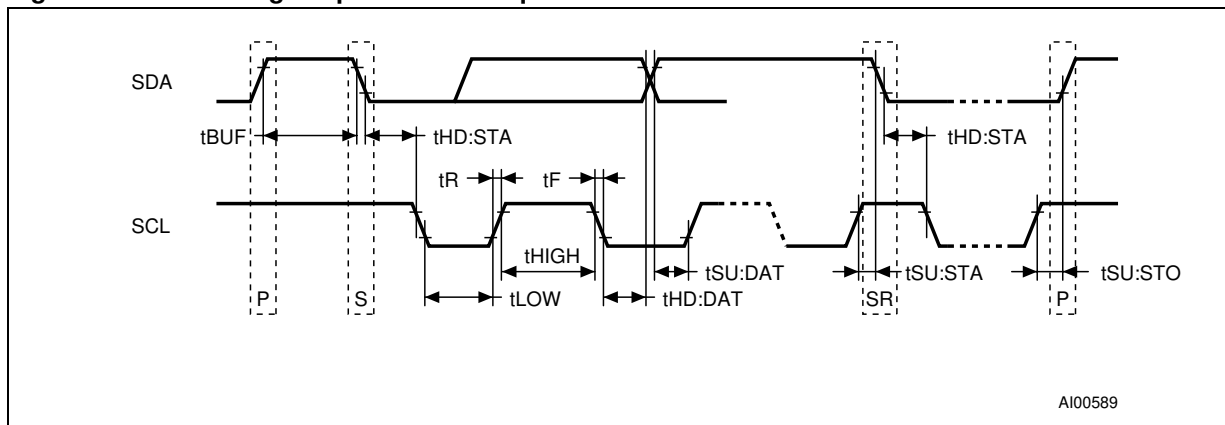 SDA
tBUF
tHD:STA
tHD:STA
tR
tF
SCL
tHIGH
tSU:DAT
tSU:STA
tSU:STO
P
S
tLOW
tHD:DAT
SR
P
AI00589